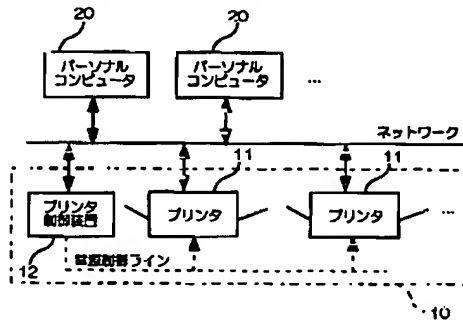 20
20
パーソナル
コンピュータ
パーソナル
コンピュータ
...
ネットワーク
11
11
プリンタ
制御装置
プリンタ
プリンタ
...
12
電源制御ライン
10